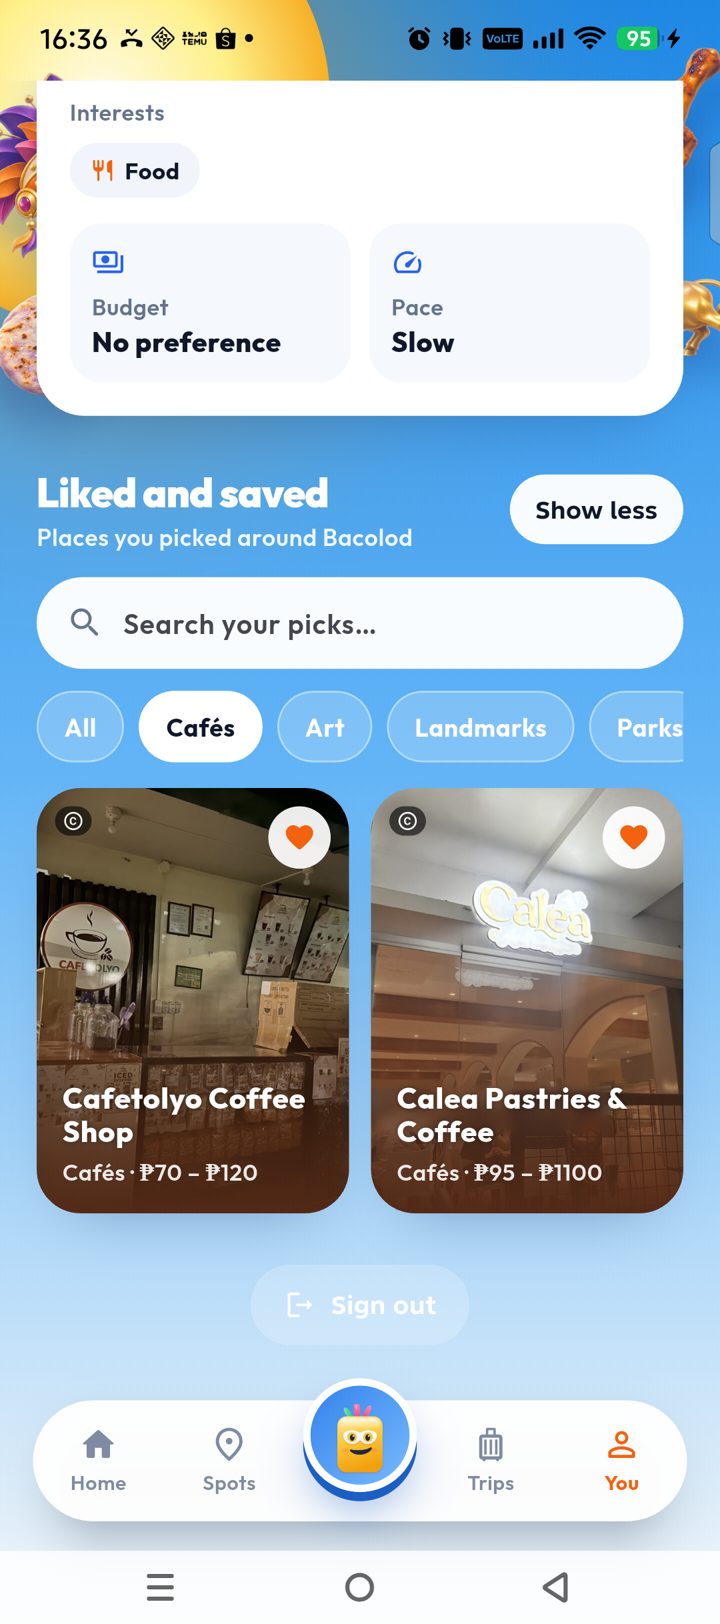 16:36
TEMU
VoLTE
95
Interests
Food
Budget
No preference
Pace
Slow
Liked and saved
Places you picked around Bacolod
Show less
Search your picks...
All
Cafés
Art
Landmarks
Parks
©
©
Calea
Cafetolyo Coffee
Shop
Cafés · ₱70 – ₱120
Calea Pastries &
Coffee
Cafés · ₱95 – ₱1100
Sign out
Home
Spots
Trips
You